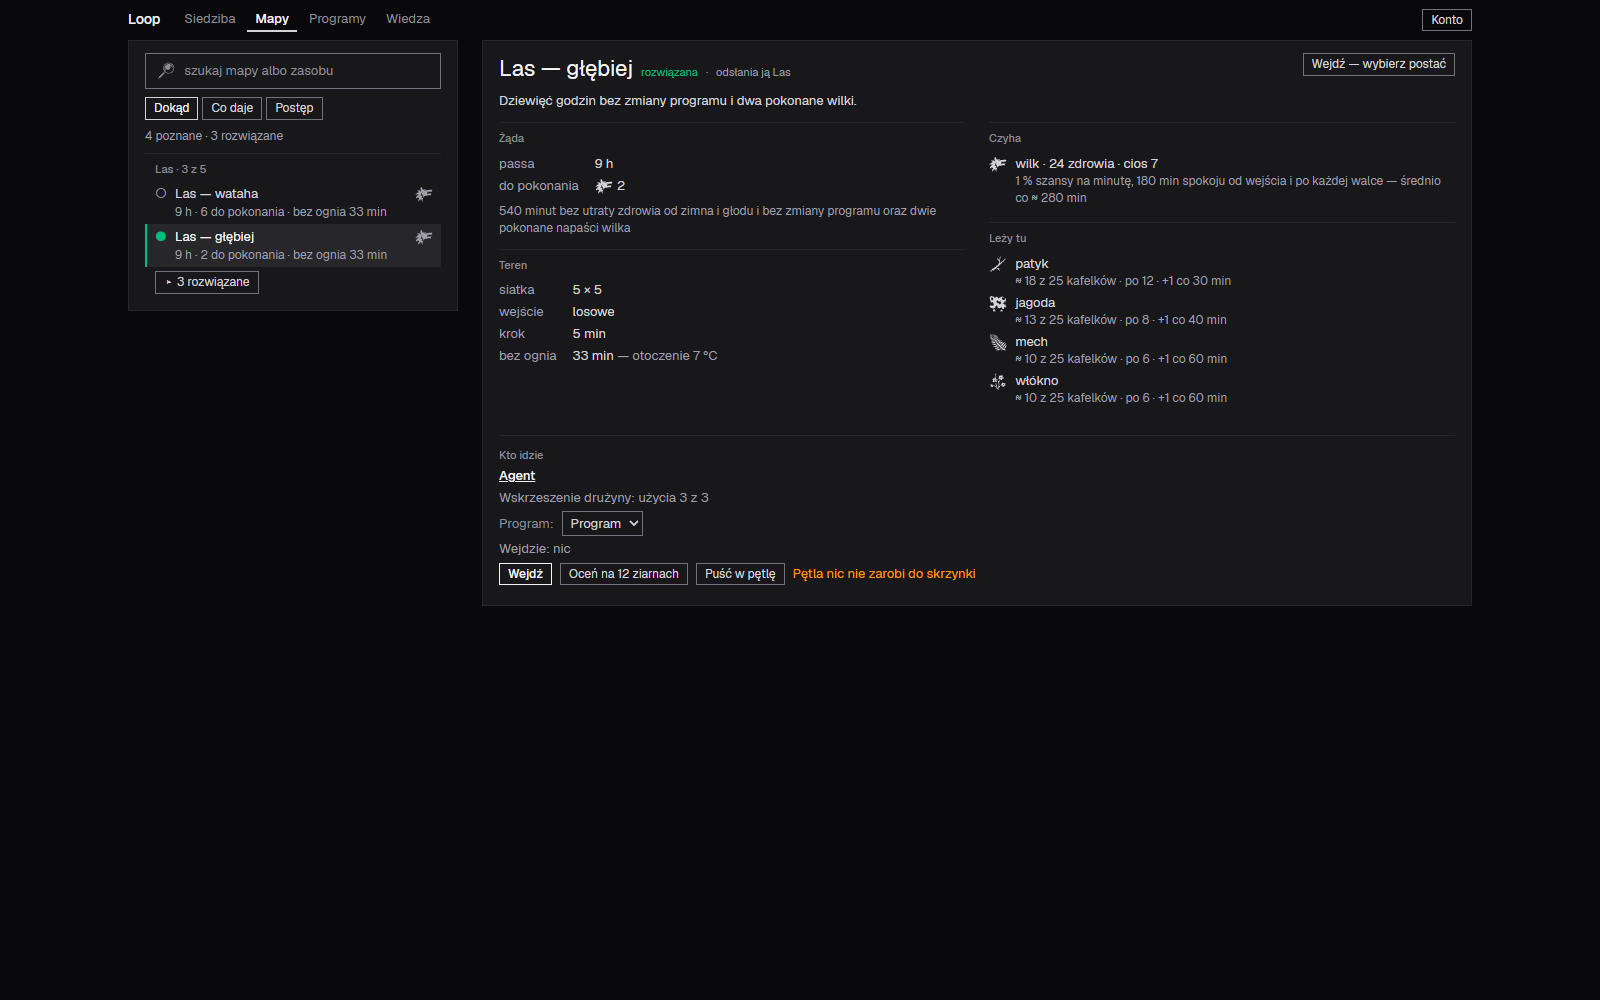 Loop Siedziba Mapy Programy Wiedza Konto
szukaj mapy albo zasobu
Dokąd Co daje Postęp
4 poznane · 3 rozwiązane
Las · 3 z 5
Las — wataha
9 h · 6 do pokonania · bez ognia 33 min
Las — głębiej
9 h · 2 do pokonania · bez ognia 33 min
▸ 3 rozwiązane
Las — głębiej rozwiązana · odsłania ją Las
Wejdź — wybierz postać
Dziewięć godzin bez zmiany programu i dwa pokonane wilki.
Żąda
passa 9 h
do pokonania 2
540 minut bez utraty zdrowia od zimna i głodu i bez zmiany programu oraz dwie
pokonane napaści wilka
Teren
siatka 5 × 5
wejście losowe
krok 5 min
bez ognia 33 min — otoczenie 7 °C
Czyha
wilk · 24 zdrowia · cios 7
1 % szansy na minutę, 180 min spokoju od wejścia i po każdej walce — średnio
co ≈ 280 min
Leży tu
patyk
≈ 18 z 25 kafelków · po 12 · +1 co 30 min
jagoda
≈ 13 z 25 kafelków · po 8 · +1 co 40 min
mech
≈ 10 z 25 kafelków · po 6 · +1 co 60 min
włókno
≈ 10 z 25 kafelków · po 6 · +1 co 60 min
Kto idzie
Agent
Wskrzeszenie drużyny: użycia 3 z 3
Program: Program
Wejdzie: nic
Wejdź Oceń na 12 ziarnach Puść w pętlę Pętla nic nie zarobi do skrzynki